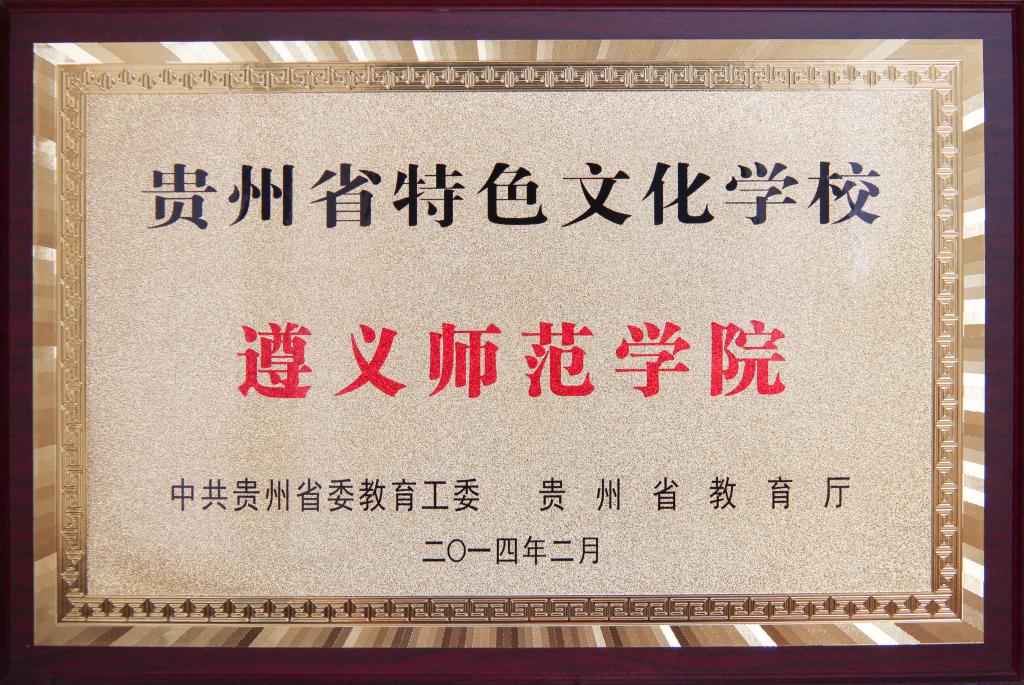 贵州省特色文化学校
遵义师范学院
中共贵州省委教育工委 贵州省教育厅
二〇一四年二月